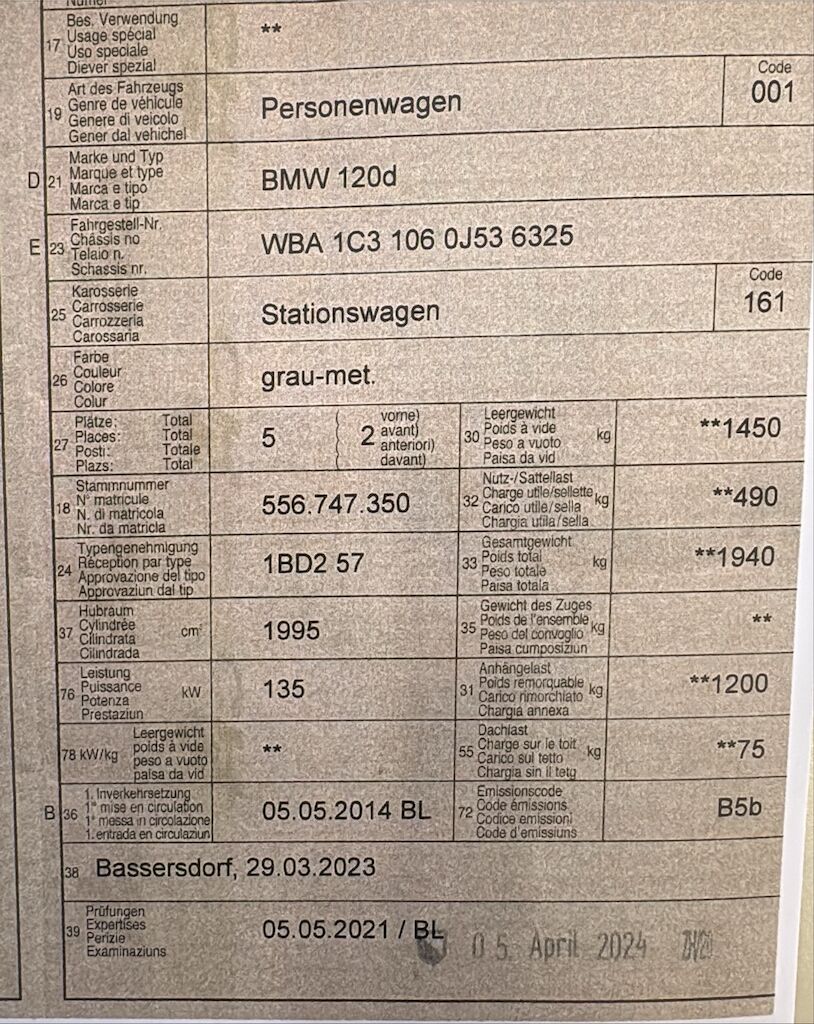 17
Bes. Verwendung
Usage spécial
Uso speciale
Diever spezial
**
19
Art des Fahrzeugs
Genre de véhicule
Genere di veicolo
Gener dal vehichel
Personenwagen
Code
001
D 21
Marke und Typ
Marque et type
Marca e tipo
Marca e tip
BMW 120d
E 23
Fahrgestell-Nr.
Châssis no
Telaio n.
Schassis nr.
WBA 1C3 106 0J53 6325
25
Karosserie
Carrosserie
Carrozzeria
Carossaria
Stationswagen
Code
161
26
Farbe
Couleur
Colore
Colur
grau-met.
27
Plätze: Total
Places: Total
Posti: Totale
Plazs: Total
5
2
vorne)
avant)
anteriori)
davant)
30
Leergewicht
Poids à vide
Peso a vuoto
Paisa da vid
kg
**1450
18
Stammnummer
N° matricule
N. di matricola
Nr. da matricla
556.747.350
32
Nutz-/Sattellast
Charge utile/sellette
Carico utile/sella
Chargia utila/sella
kg
**490
24
Typengenehmigung
Réception par type
Approvazione del tipo
Approvaziun dal tip
1BD2 57
33
Gesamtgewicht
Poids total
Peso totale
Paisa totala
kg
**1940
37
Hubraum
Cylindrée
Cilindrata
Cilindrada
cm³
1995
35
Gewicht des Zuges
Poids de l'ensemble
Peso del convoglio
Paisa cumposiziun
kg
**
76
Leistung
Puissance
Potenza
Prestaziun
kW
135
31
Anhängelast
Poids remorquable
Carico rimorchiato
Chargia annexa
kg
**1200
78 kW/kg
Leergewicht
poids à vide
peso a vuoto
paisa da vid
**
55
Dachlast
Charge sur le toit
Carico sul tetto
Chargia sin il tetg
kg
**75
B 36
1. Inverkehrsetzung
1re mise en circulation
1a messa in circolazione
1. entrada en circulaziun
05.05.2014 BL
72
Emissionscode
Code émissions
Codice emissioni
Code d'emissiuns
B5b
38 Bassersdorf, 29.03.2023
39
Prüfungen
Expertises
Perizie
Examinaziuns
05.05.2021 / BL
05. April 2024